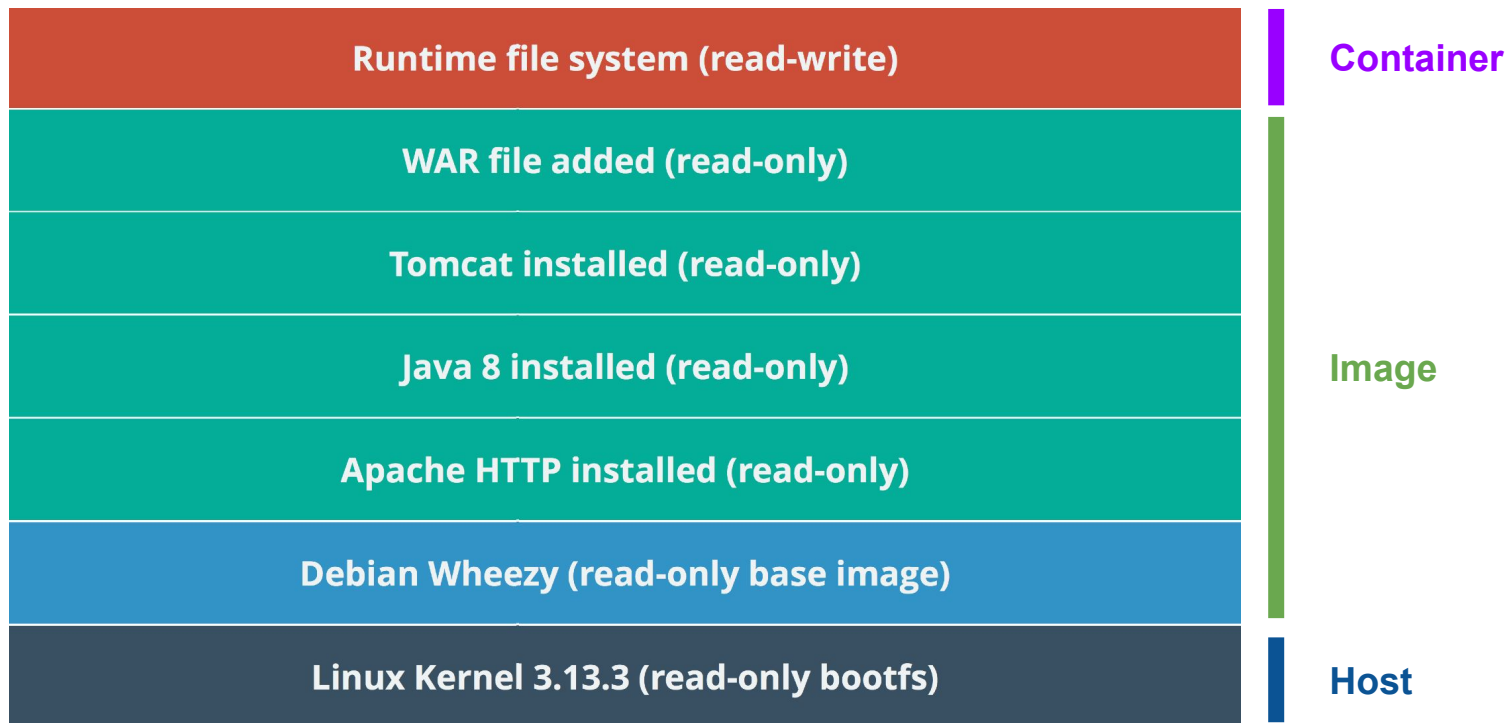 Runtime file system (read-write)
Container
WAR file added (read-only)
Tomcat installed (read-only)
Java 8 installed (read-only)
Image
Apache HTTP installed (read-only)
Debian Wheezy (read-only base image)
Linux Kernel 3.13.3 (read-only bootfs)
Host